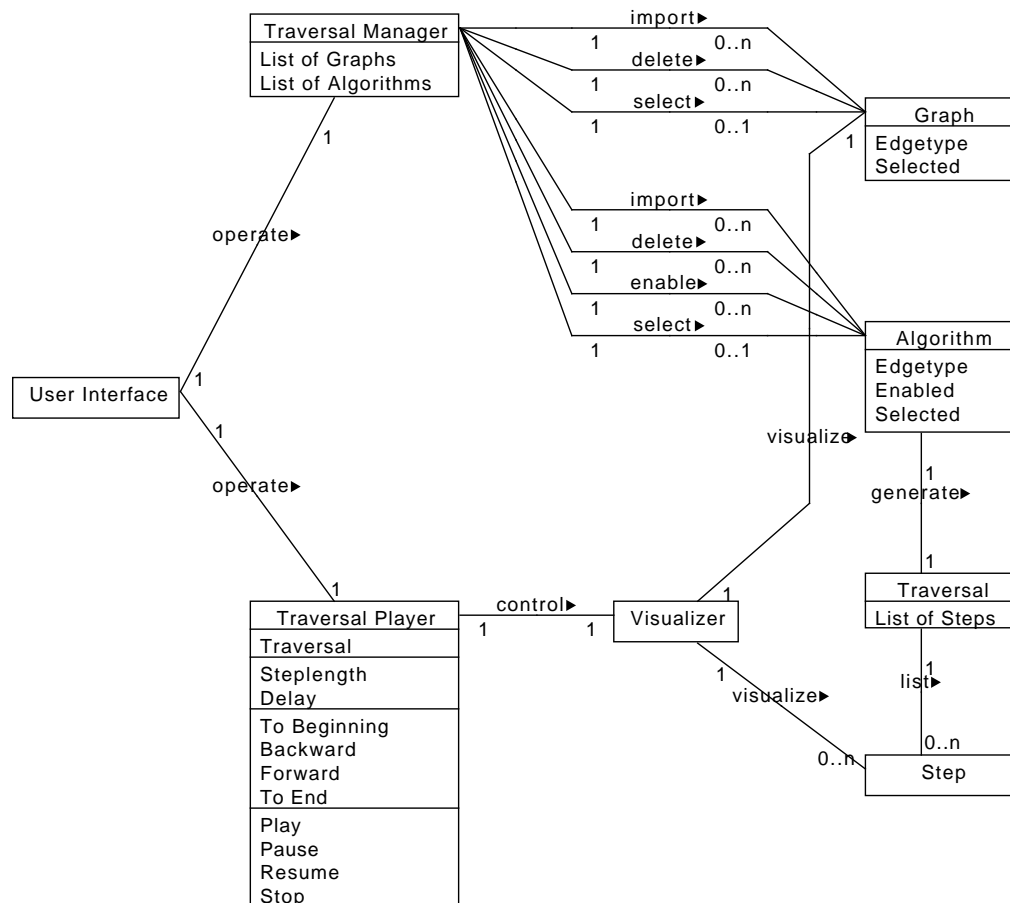 Traversal Manager
List of Graphs
List of Algorithms
import▸
1 0..n
delete▸
1 0..n
select▸
1 0..1
Graph
Edgetype
Selected
1
1
operate▸
import▸
1 0..n
delete▸
1 0..n
enable▸
1 0..n
select▸
1 0..1
Algorithm
Edgetype
Enabled
Selected
User Interface
1
1
operate▸
visualize▸
1
generate▸
1
Traversal
List of Steps
1
list▸
0..n
Step
1
Traversal Player
Traversal
Steplength
Delay
To Beginning
Backward
Forward
To End
Play
Pause
Resume
Stop
control▸
1 1
1
Visualizer
1
visualize▸
0..n